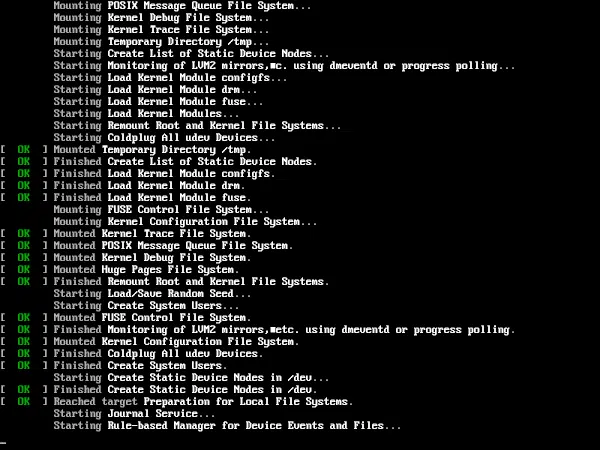 Mounting POSIX Message Queue File System...
Mounting Kernel Debug File System...
Mounting Kernel Trace File System...
Mounting Temporary Directory /tmp...
Starting Create List of Static Device Nodes...
Starting Monitoring of LVM2 mirrors,■c. using dmeventd or progress polling...
Starting Load Kernel Module configfs...
Starting Load Kernel Module drm...
Starting Load Kernel Module fuse...
Starting Load Kernel Modules...
Starting Remount Root and Kernel File Systems...
Starting Coldplug All udev Devices...
[  OK  ] Mounted Temporary Directory /tmp.
[  OK  ] Finished Create List of Static Device Nodes.
[  OK  ] Finished Load Kernel Module configfs.
[  OK  ] Finished Load Kernel Module drm.
[  OK  ] Finished Load Kernel Module fuse.
Mounting FUSE Control File System...
Mounting Kernel Configuration File System...
[  OK  ] Mounted Kernel Trace File System.
[  OK  ] Mounted POSIX Message Queue File System.
[  OK  ] Mounted Kernel Debug File System.
[  OK  ] Mounted Huge Pages File System.
[  OK  ] Finished Remount Root and Kernel File Systems.
Starting Load/Save Random Seed...
Starting Create System Users...
[  OK  ] Mounted FUSE Control File System.
[  OK  ] Finished Monitoring of LVM2 mirrors,■etc. using dmeventd or progress polling.
[  OK  ] Mounted Kernel Configuration File System.
[  OK  ] Finished Coldplug All udev Devices.
[  OK  ] Finished Create System Users.
Starting Create Static Device Nodes in /dev...
[  OK  ] Finished Create Static Device Nodes in /dev.
[  OK  ] Reached target Preparation for Local File Systems.
Starting Journal Service...
Starting Rule-based Manager for Device Events and Files...